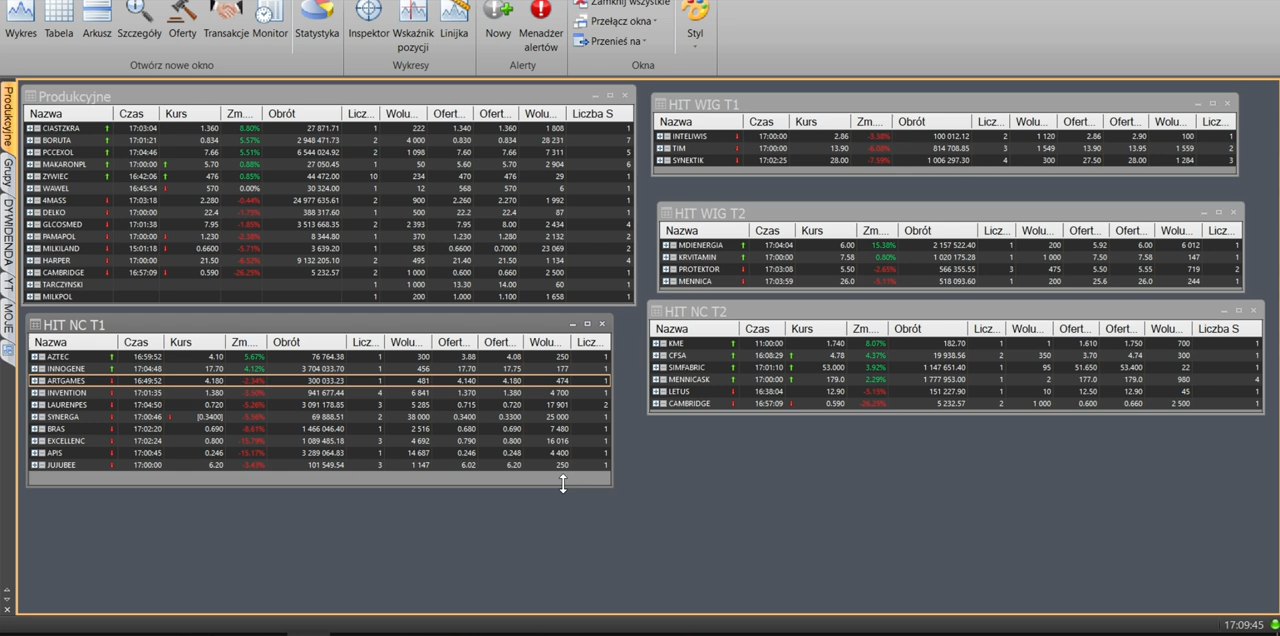 Wykres Tabela Arkusz Szczegóły Oferty Transakcje Monitor Statystyka Inspektor Wskaźnik pozycji Linijka Nowy Menadżer alertów Zamknij wszystkie
Przełącz okna
Przenieś na
Styl
Otwórz nowe okno Wykresy Alerty Okna
Produkcyjne
Grupy
DYWIDENDA
YT
MOJE
Produkcyjne
Nazwa Czas Kurs Zm.... Obrót Licz... Wolu... Ofert... Ofert... Wolu... Liczba S
CIASTZKRA 17:03:04 1.360 8.80% 27 871.71 1 222 1.340 1.360 1 808 1
BORUTA 17:01:21 0.834 5.57% 2 948 471.73 2 4 000 0.830 0.834 28 231 7
PCCEXOL 17:04:46 7.66 5.51% 6 544 024.92 2 1 098 7.60 7.66 7 311 5
MAKARONPL 17:00:00 5.70 0.88% 27 050.45 1 50 5.60 5.70 2 904 6
ZYWIEC 16:42:06 476 0.85% 44 472.00 10 234 470 476 29 1
WAWEL 16:45:54 570 0.00% 30 324.00 1 12 568 570 6 1
4MASS 17:03:18 2.280 -0.44% 24 977 635.61 2 900 2.260 2.270 1 992 1
DELKO 17:00:00 22.4 -1.75% 388 317.60 1 500 22.2 22.4 87 1
GLCOSMED 17:01:38 7.95 -1.85% 3 513 668.35 2 2 393 7.95 8.00 2 434 4
PAMAPOL 17:00:00 1.230 -2.38% 8 344.80 1 370 1.230 1.280 2 132 2
MILKILAND 15:01:18 0.6600 -5.71% 3 639.20 1 585 0.6600 0.7000 23 069 2
HARPER 17:00:00 21.50 -8.52% 9 132 205.10 1 495 21.40 21.50 1 134 4
CAMBRIDGE 16:57:09 0.590 -26.25% 5 232.57 2 1 000 0.600 0.660 2 500 1
TARCZYNSKI 1 1 000 13.30 14.00 60 1
MILKPOL 1 200 1.000 1.100 1 658 1
HIT NC T1
Nazwa Czas Kurs Zm.... Obrót Licz... Wolu... Ofert... Ofert... Wolu... Licz...
AZTEC 16:59:52 4.10 5.67% 76 764.38 1 300 3.88 4.08 250 1
INNOGENE 17:04:48 17.70 4.12% 3 704 033.70 1 456 17.70 17.75 177 1
ARTGAMES 16:49:52 4.180 -2.34% 300 033.23 1 481 4.140 4.180 474 1
INVENTION 17:01:35 1.380 -3.50% 941 677.44 4 6 841 1.370 1.380 4 700 1
LAURENPES 17:04:50 0.720 -5.26% 3 091 178.85 3 5 285 0.715 0.720 17 901 2
SYNERGA 17:00:46 [0.3400] -5.56% 69 888.51 2 38 000 0.3400 0.3300 25 000 1
BRAS 17:02:20 0.690 -8.61% 1 466 046.40 1 2 516 0.680 0.690 7 480 1
EXCELLENC 17:02:24 0.800 -15.79% 1 089 485.18 3 4 692 0.790 0.800 16 016 1
APIS 17:00:45 0.246 -15.17% 3 289 064.83 1 14 687 0.246 0.248 4 400 1
JUJUBEE 17:00:00 6.20 -3.43% 101 549.54 3 1 147 6.02 6.20 250 1
HIT WIG T1
Nazwa Czas Kurs Zm.... Obrót Licz... Wolu... Ofert... Ofert... Wolu... Licz...
INTELIWIS 17:00:00 2.86 -3.38% 100 012.12 2 1 120 2.86 2.90 100 1
TIM 17:00:00 13.90 -6.08% 814 708.85 3 1 549 13.90 13.95 1 559 2
SYNEKTIK 17:02:25 28.00 -7.59% 1 006 297.30 4 300 27.50 28.00 1 284 3
HIT WIG T2
Nazwa Czas Kurs Zm.... Obrót Licz... Wolu... Ofert... Ofert... Wolu... Licz...
MDIENERGIA 17:04:04 6.00 15.38% 2 157 522.40 1 200 5.92 6.00 6 012 1
KRVITAMIN 17:00:00 7.58 0.80% 1 020 175.28 1 1 000 7.50 7.58 147 1
PROTEKTOR 17:03:08 5.50 -2.65% 566 355.55 3 475 5.50 5.55 719 2
MENNICA 17:03:59 26.0 -5.11% 518 093.60 1 200 25.6 26.0 244 1
HIT NC T2
Nazwa Czas Kurs Zm.... Obrót Licz... Wolu... Ofert... Ofert... Wolu... Liczba S
KME 11:00:00 1.740 8.07% 182.70 1 1 1.610 1.750 700 1
CFSA 16:08:29 4.78 4.37% 19 938.56 2 350 3.70 4.74 300 1
SIMFABRIC 17:01:10 53.000 3.92% 1 147 651.40 1 95 51.650 53.400 22 1
MENNICASK 17:00:00 179.0 2.29% 1 777 953.00 1 2 177.0 179.0 980 4
LETUS 16:38:04 12.90 -5.15% 151 227.90 1 10 12.50 12.90 45 1
CAMBRIDGE 16:57:09 0.590 -26.25% 5 232.57 2 1 000 0.600 0.660 2 500 1
17:09:45